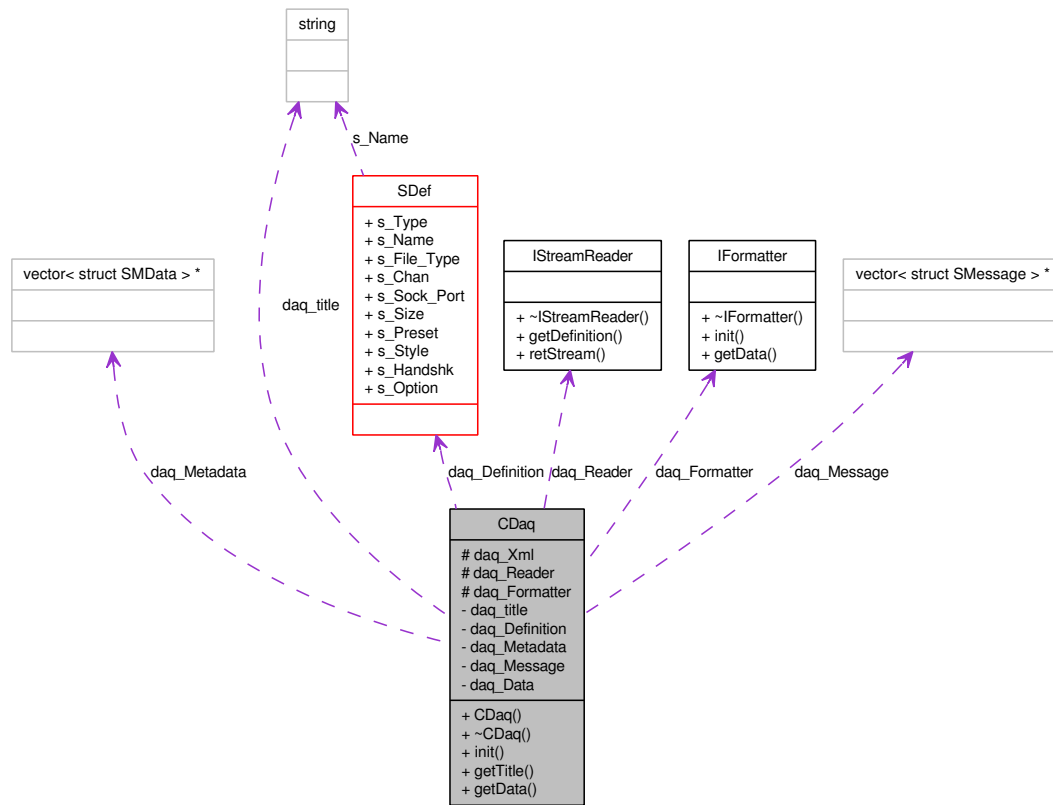 string
s_Name
SDef
+ s_Type
+ s_Name
+ s_File_Type
+ s_Chan
+ s_Sock_Port
+ s_Size
+ s_Preset
+ s_Style
+ s_Handshk
+ s_Option
vector< struct SMData > *
daq_title
IStreamReader
+ ~IStreamReader()
+ getDefinition()
+ retStream()
IFormatter
+ ~IFormatter()
+ init()
+ getData()
vector< struct SMessage > *
daq_Metadata
daq_Definition
daq_Reader
daq_Formatter
daq_Message
CDaq
# daq_Xml
# daq_Reader
# daq_Formatter
- daq_title
- daq_Definition
- daq_Metadata
- daq_Message
- daq_Data
+ CDaq()
+ ~CDaq()
+ init()
+ getTitle()
+ getData()